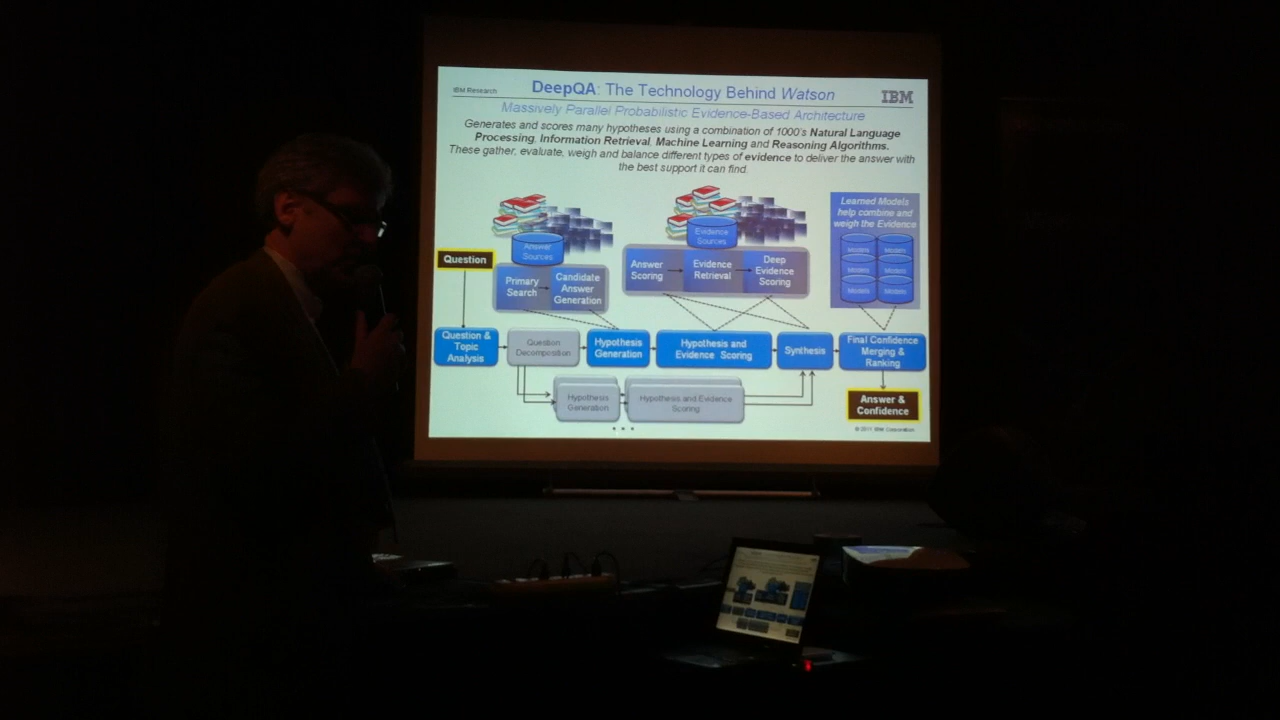 IBM Research
DeepQA: The Technology Behind Watson
IBM
Massively Parallel Probabilistic Evidence-Based Architecture
Generates and scores many hypotheses using a combination of 1000's Natural Language
Processing, Information Retrieval, Machine Learning and Reasoning Algorithms.
These gather, evaluate, weigh and balance different types of evidence to deliver the answer with
the best support it can find.
Learned Models
help combine and
weigh the Evidence
Answer
Sources
Evidence
Sources
Models
Models
Models
Models
Models
Models
Question
Primary
Search
Candidate
Answer
Generation
Answer
Scoring
Evidence
Retrieval
Deep
Evidence
Scoring
Question &
Topic
Analysis
Question
Decomposition
Hypothesis
Generation
Hypothesis and
Evidence Scoring
Synthesis
Final Confidence
Merging &
Ranking
Hypothesis
Generation
Hypothesis and Evidence
Scoring
...
Answer &
Confidence
© 2011 IBM Corporation